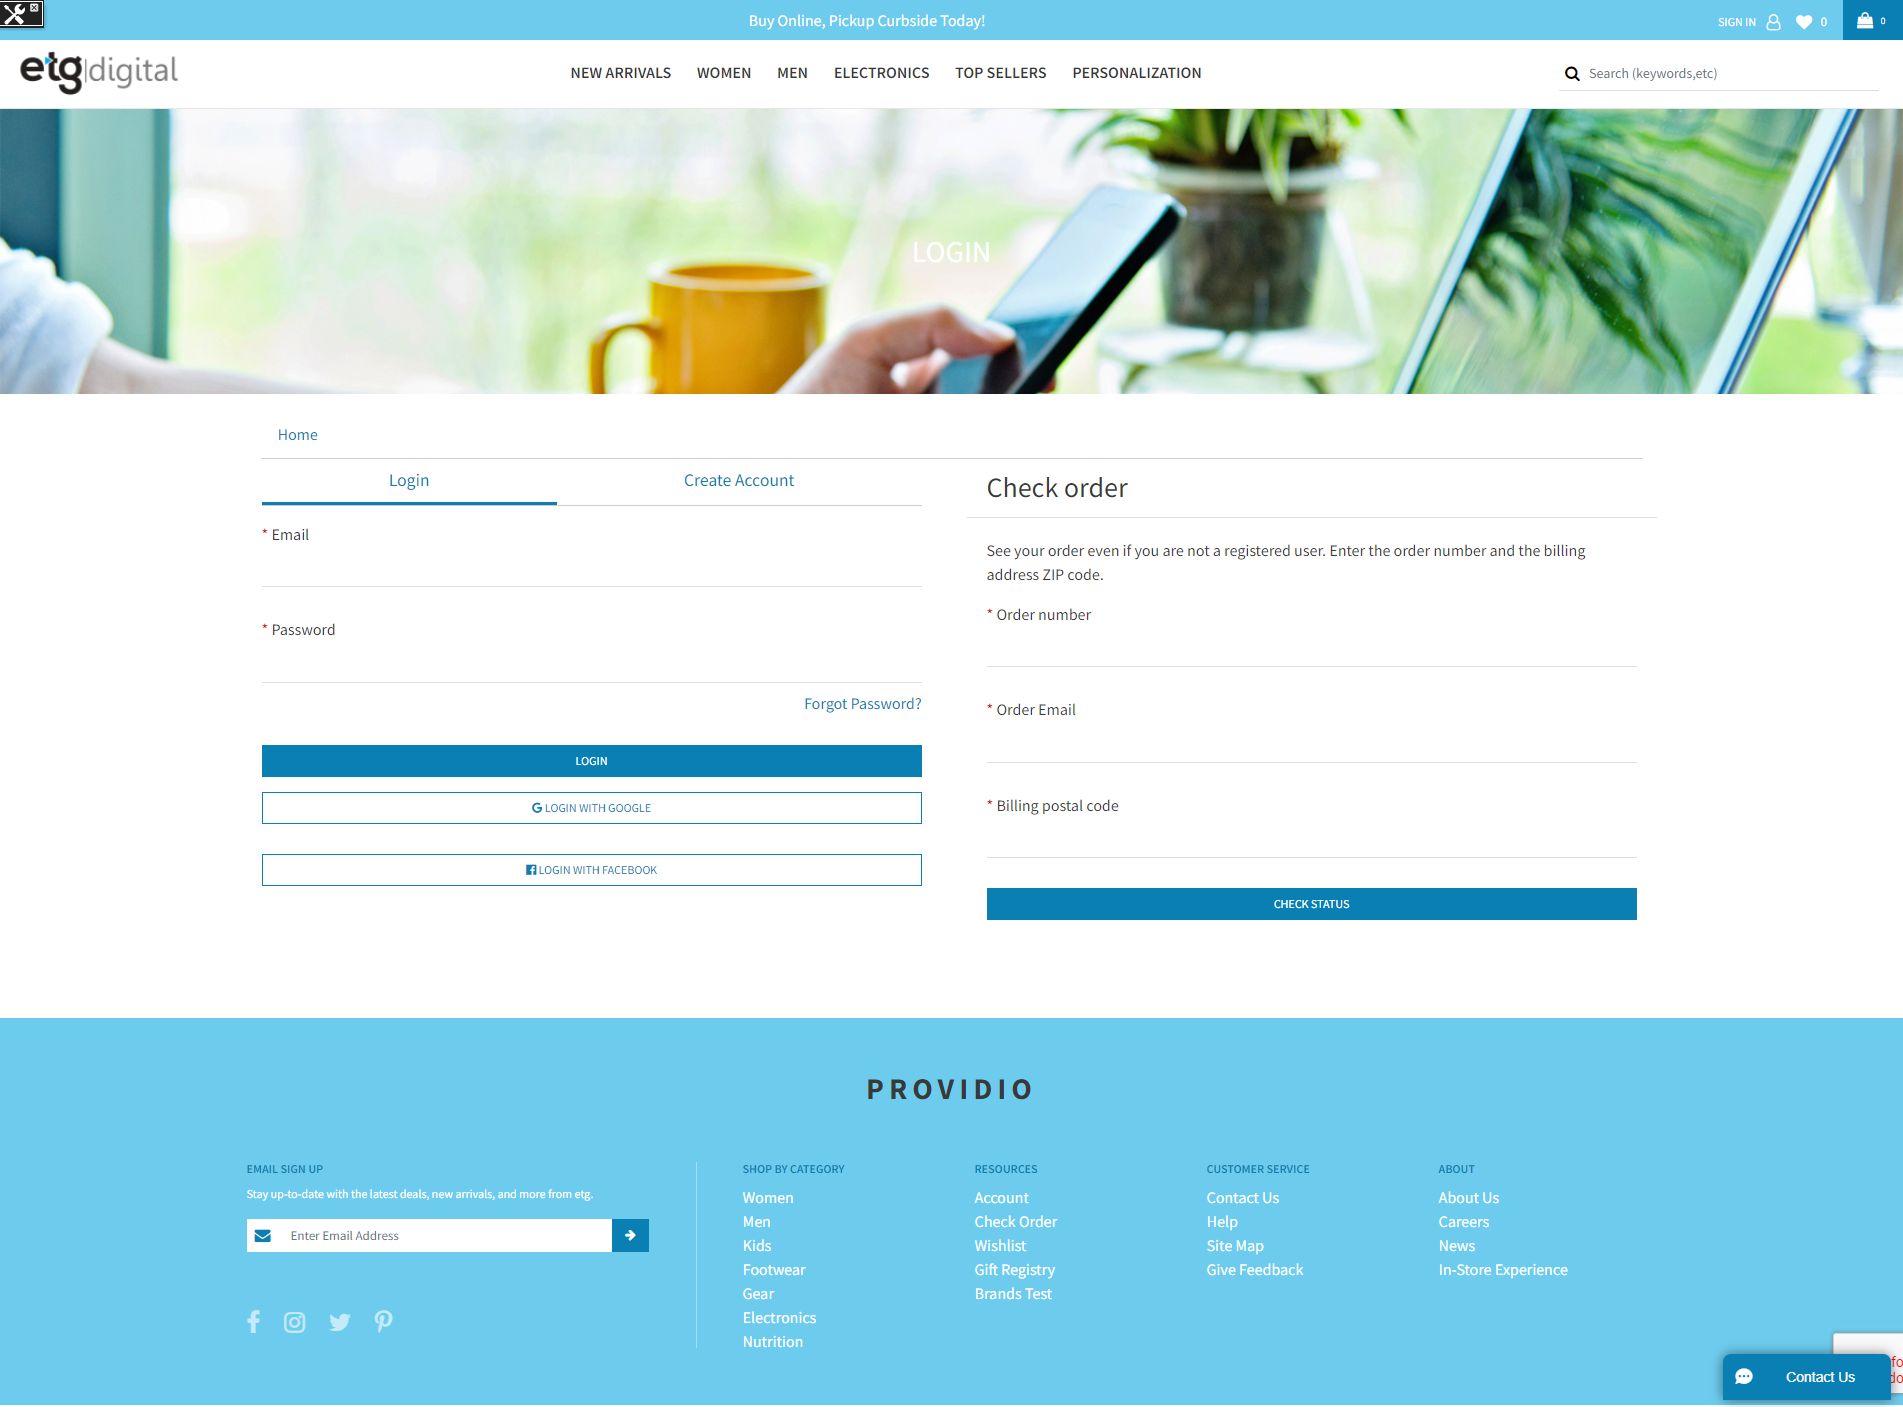 Buy Online, Pickup Curbside Today!
SIGN IN 0 0
etg|digital
NEW ARRIVALS WOMEN MEN ELECTRONICS TOP SELLERS PERSONALIZATION
Search (keywords,etc)
LOGIN
Home
Login Create Account
* Email
* Password
Forgot Password?
LOGIN
LOGIN WITH GOOGLE
LOGIN WITH FACEBOOK
Check order
See your order even if you are not a registered user. Enter the order number and the billing
address ZIP code.
* Order number
* Order Email
* Billing postal code
CHECK STATUS
PROVIDIO
EMAIL SIGN UP
Stay up-to-date with the latest deals, new arrivals, and more from etg.
Enter Email Address
SHOP BY CATEGORY
Women
Men
Kids
Footwear
Gear
Electronics
Nutrition
RESOURCES
Account
Check Order
Wishlist
Gift Registry
Brands Test
CUSTOMER SERVICE
Contact Us
Help
Site Map
Give Feedback
ABOUT
About Us
Careers
News
In-Store Experience
Contact Us